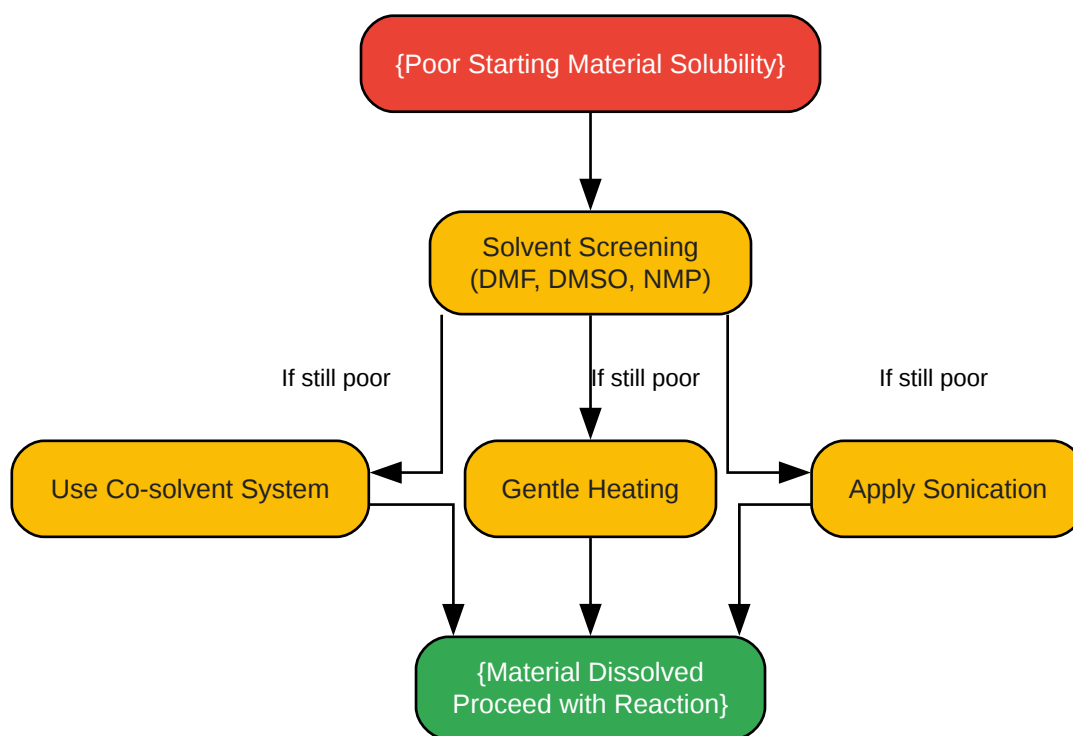 {Poor Starting Material Solubility}
Solvent Screening
(DMF, DMSO, NMP)
If still poor
If still poor
If still poor
Use Co-solvent System
Gentle Heating
Apply Sonication
{Material Dissolved
Proceed with Reaction}